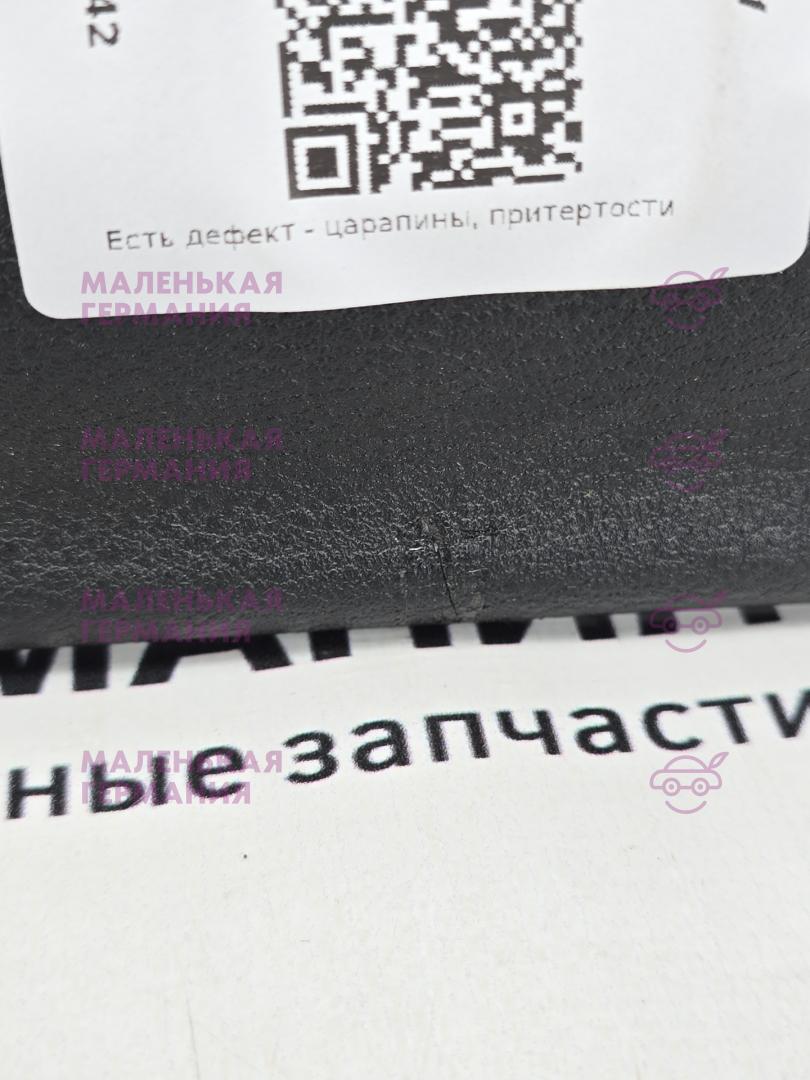 42
Есть дефект - царапины, притертости
МАЛЕНЬКАЯ
ГЕРМАНИЯ
МАЛЕНЬКАЯ
ГЕРМАНИЯ
МАЛЕНЬКАЯ
ГЕРМАНИЯ
ные запчасти
МАЛЕНЬКАЯ
ГЕРМАНИЯ